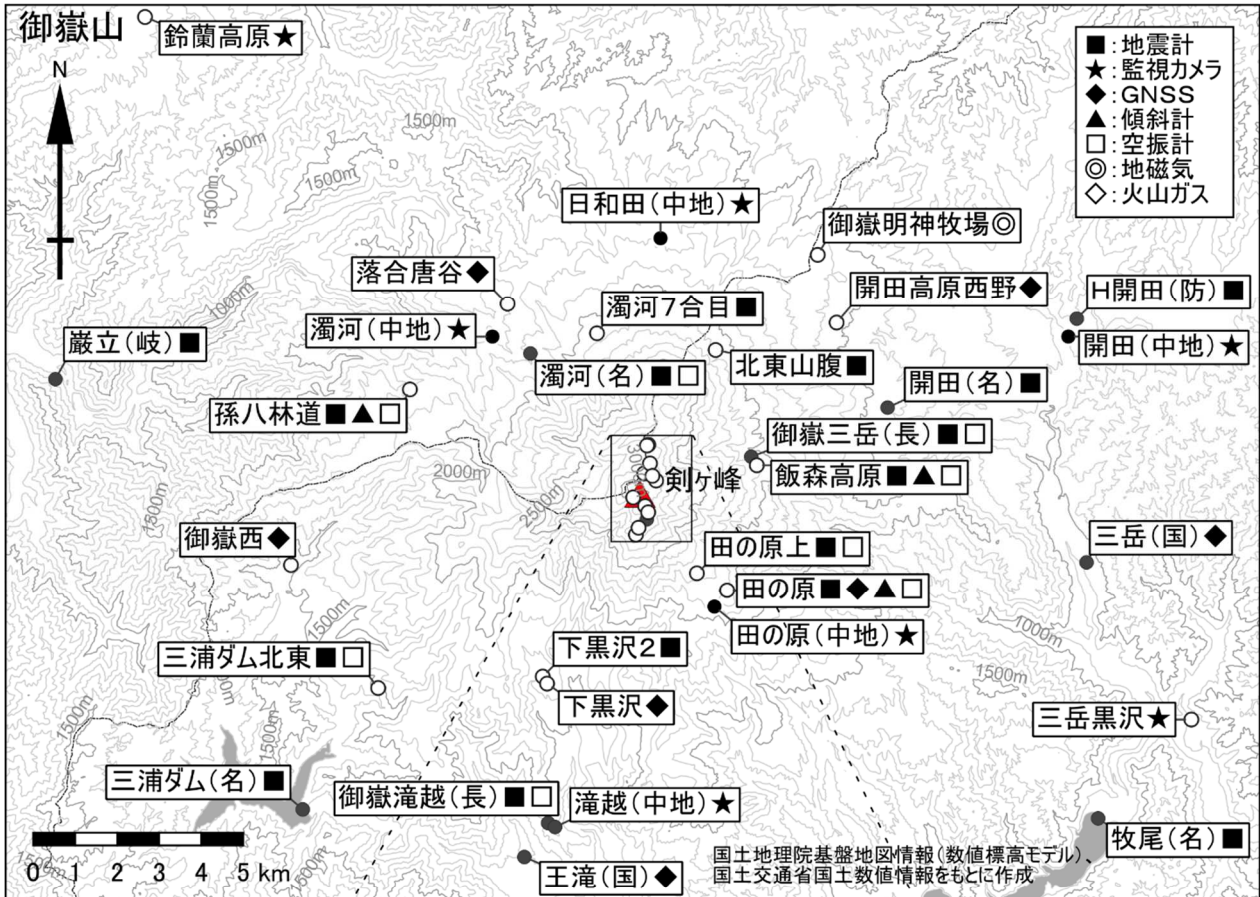 御嶽山
鈴蘭高原★
N
■:地震計
★:監視カメラ
◆:GNSS
▲:傾斜計
□:空振計
◎:地磁気
◇:火山ガス
1500m
1500m
1500m
1500m
日和田(中地)★
御嶽明神牧場◎
落合唐谷◆
開田高原西野◆
H開田(防)■
1000m
濁河7合目■
濁河(中地)★
巌立(岐)■
開田(中地)★
北東山腹■
濁河(名)■□
開田(名)■
孫八林道■▲□
御嶽三岳(長)■□
2000m
剣ヶ峰
飯森高原■▲□
1500m
2500m
御嶽西◆
三岳(国)◆
田の原上■□
田の原■◆▲□
1500m
田の原(中地)★
1000m
三浦ダム北東■□
下黒沢2■
1500m
下黒沢◆
1500m
1500m
三岳黒沢★
三浦ダム(名)■
御嶽滝越(長)■□
滝越(中地)★
牧尾(名)■
1500m
0 1 2 3 4 5 km
1500m
王滝(国)◆
国土地理院基盤地図情報(数値標高モデル)、
国土交通省国土数値情報をもとに作成